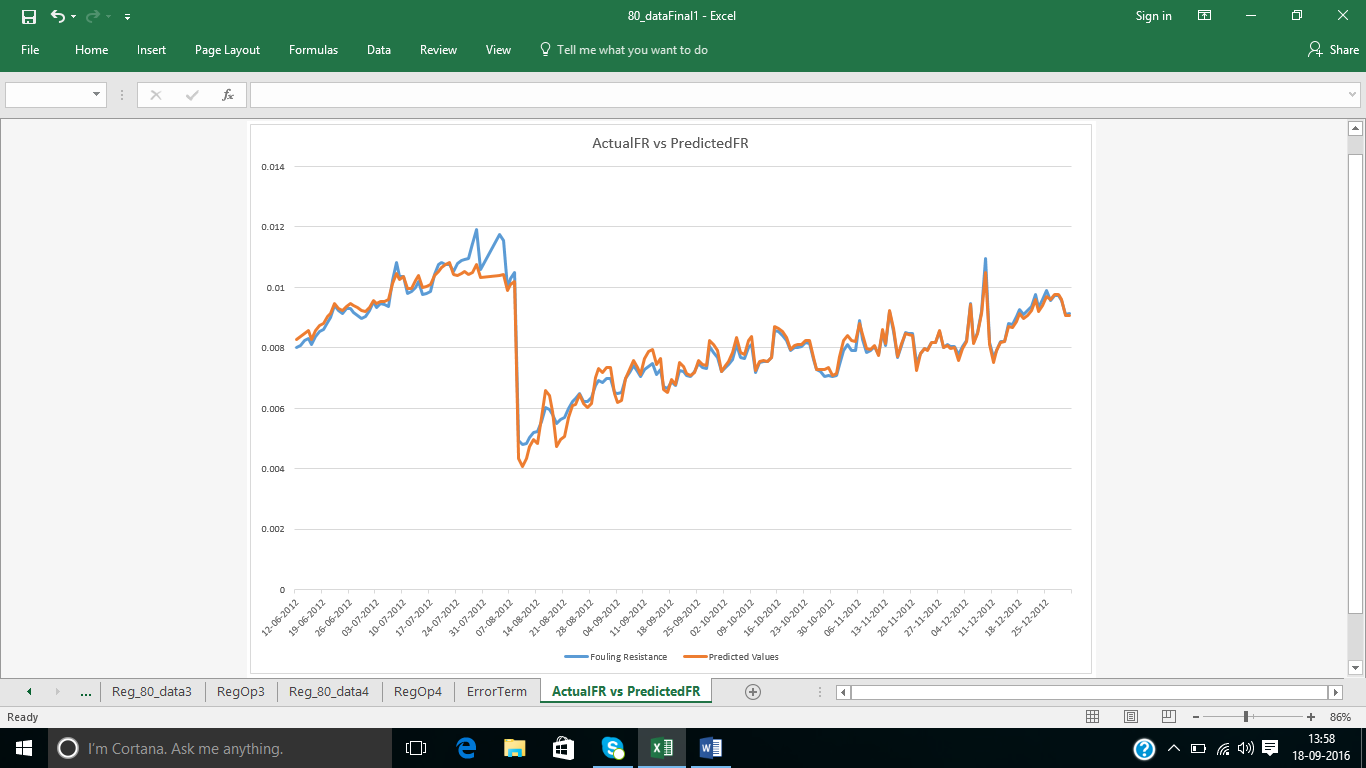 80_dataFinal1 - Excel
Sign in
File Home Insert Page Layout Formulas Data Review View Tell me what you want to do Share
fx
ActualFR vs PredictedFR
0.014
0.012
0.01
0.008
0.006
0.004
0.002
0
12-06-2012 19-06-2012 26-06-2012 03-07-2012 10-07-2012 17-07-2012 24-07-2012 31-07-2012 07-08-2012 14-08-2012 21-08-2012 28-08-2012 04-09-2012 11-09-2012 18-09-2012 25-09-2012 02-10-2012 09-10-2012 16-10-2012 23-10-2012 30-10-2012 06-11-2012 13-11-2012 20-11-2012 27-11-2012 04-12-2012 11-12-2012 18-12-2012 25-12-2012
Fouling Resistance Predicted Values
... Reg_80_data3 RegOp3 Reg_80_data4 RegOp4 ErrorTerm ActualFR vs PredictedFR
Ready 86%
I'm Cortana. Ask me anything.
13:58
18-09-2016